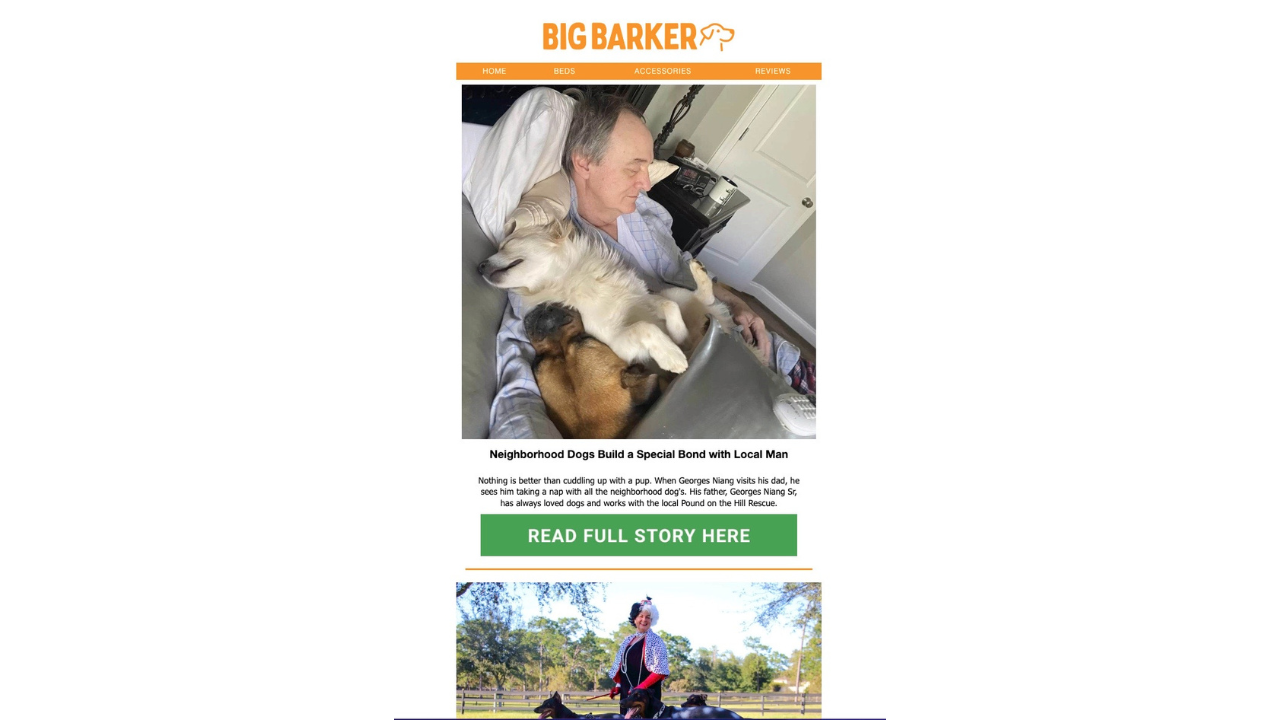 BIG BARKER
HOME BEDS ACCESSORIES REVIEWS
Neighborhood Dogs Build a Special Bond with Local Man
Nothing is better than cuddling up with a pup. When Georges Niang visits his dad, he
sees him taking a nap with all the neighborhood dog's. His father, Georges Niang Sr,
has always loved dogs and works with the local Pound on the Hill Rescue.
READ FULL STORY HERE